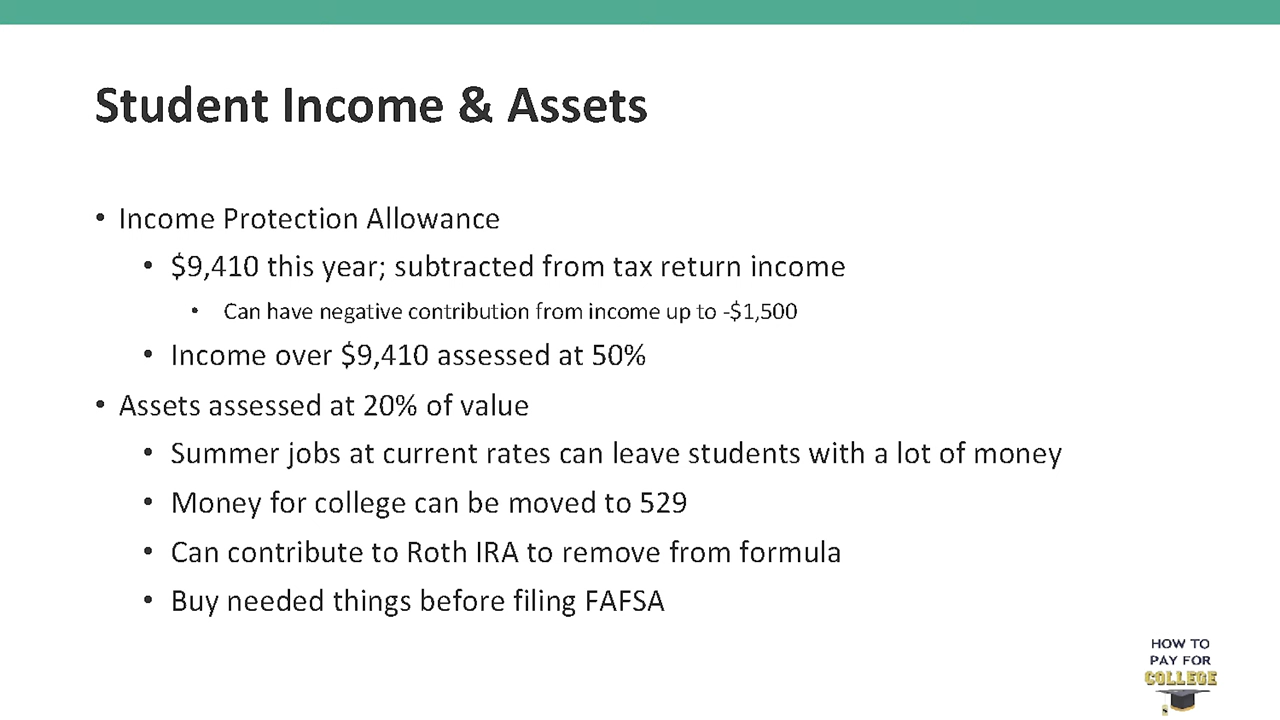 Student Income & Assets
• Income Protection Allowance
• $9,410 this year; subtracted from tax return income
• Can have negative contribution from income up to -$1,500
• Income over $9,410 assessed at 50%
• Assets assessed at 20% of value
• Summer jobs at current rates can leave students with a lot of money
• Money for college can be moved to 529
• Can contribute to Roth IRA to remove from formula
• Buy needed things before filing FAFSA
HOW TO
PAY FOR
COLLEGE